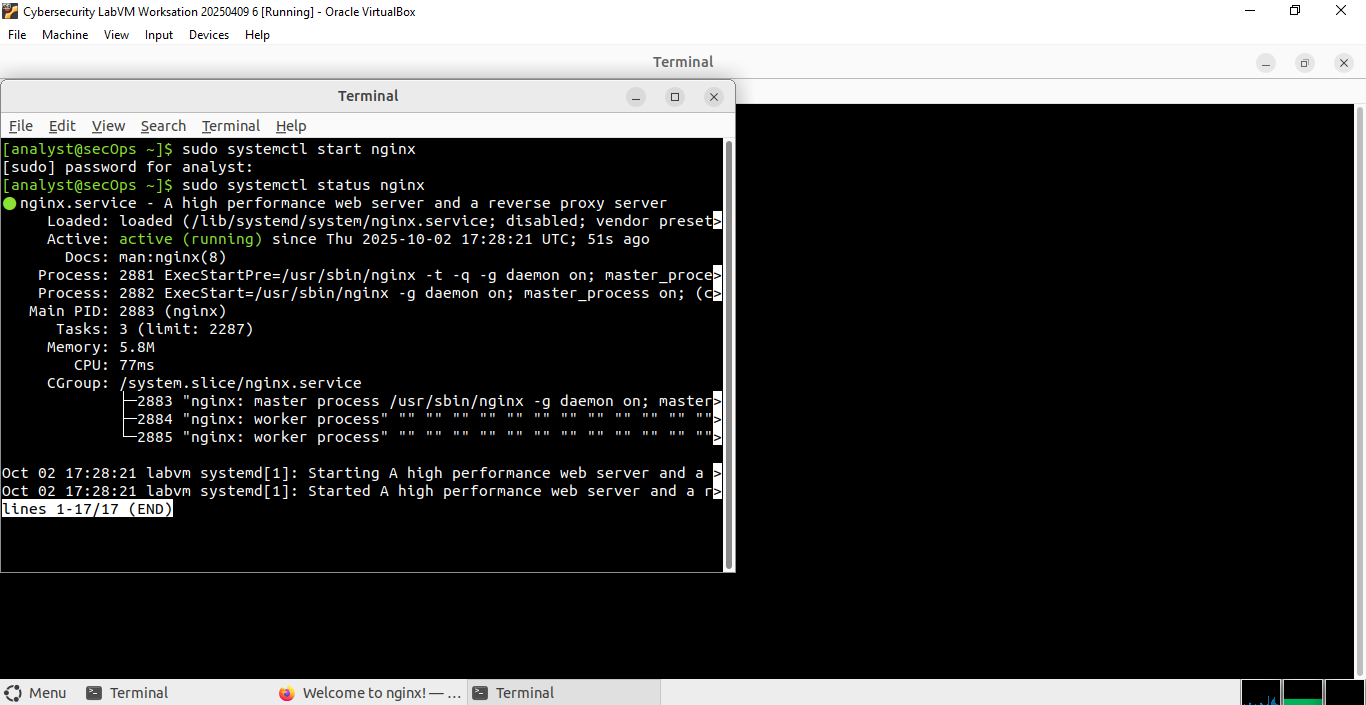 Cybersecurity LabVM Worksation 20250409 6 [Running] - Oracle VirtualBox
File Machine View Input Devices Help
Terminal
Terminal
File Edit View Search Terminal Help
[analyst@secOps ~]$ sudo systemctl start nginx
[sudo] password for analyst:
[analyst@secOps ~]$ sudo systemctl status nginx
●nginx.service - A high performance web server and a reverse proxy server
     Loaded: loaded (/lib/systemd/system/nginx.service; disabled; vendor preset>
     Active: active (running) since Thu 2025-10-02 17:28:21 UTC; 51s ago
       Docs: man:nginx(8)
    Process: 2881 ExecStartPre=/usr/sbin/nginx -t -q -g daemon on; master_proce>
    Process: 2882 ExecStart=/usr/sbin/nginx -g daemon on; master_process on; (c>
   Main PID: 2883 (nginx)
      Tasks: 3 (limit: 2287)
     Memory: 5.8M
        CPU: 77ms
     CGroup: /system.slice/nginx.service
             ├─2883 "nginx: master process /usr/sbin/nginx -g daemon on; master>
             ├─2884 "nginx: worker process" "" "" "" "" "" "" "" "" "" "" "" "">
             └─2885 "nginx: worker process" "" "" "" "" "" "" "" "" "" "" "" "">
Oct 02 17:28:21 labvm systemd[1]: Starting A high performance web server and a >
Oct 02 17:28:21 labvm systemd[1]: Started A high performance web server and a r>
lines 1-17/17 (END)
Menu Terminal Welcome to nginx! — ... Terminal